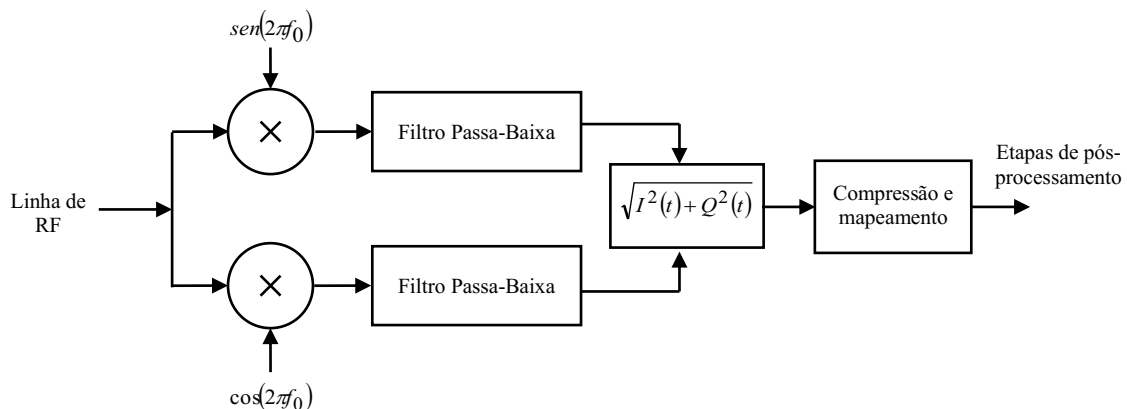 sen(2πf₀)
Filtro Passa-Baixa
Linha de
RF
√I²(t)+Q²(t)
Compressão e
mapeamento
Etapas de pós-
processamento
Filtro Passa-Baixa
cos(2πf₀)